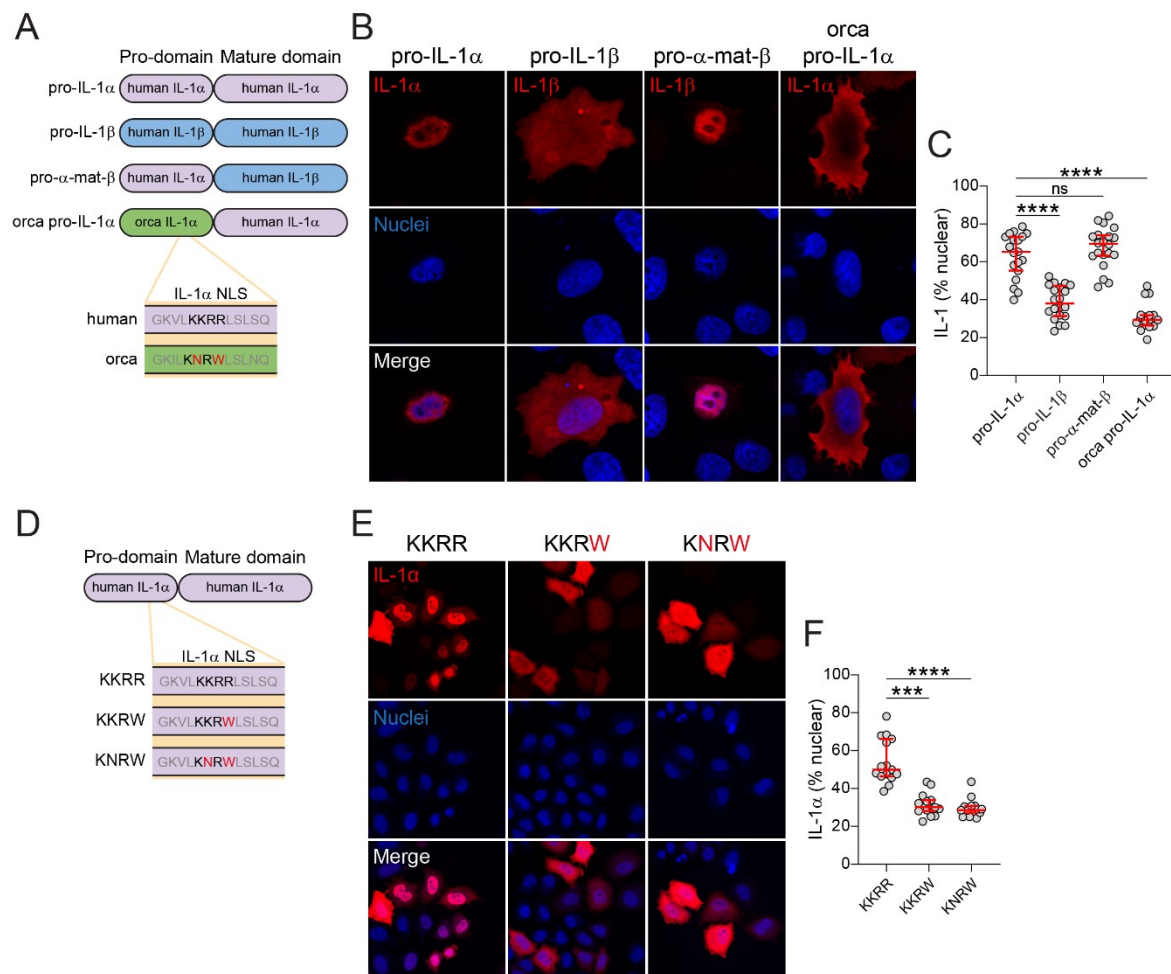 A
Pro-domain Mature domain
pro-IL-1α human IL-1α human IL-1α
pro-IL-1β human IL-1β human IL-1β
pro-α-mat-β human IL-1α human IL-1β
orca pro-IL-1α orca IL-1α human IL-1α
IL-1α NLS
human GKVLKKRRLSLSQ
orca GKILKNRWLSLNQ
B
pro-IL-1α pro-IL-1β pro-α-mat-β orca pro-IL-1α
IL-1α IL-1β IL-1β IL-1α
Nuclei
Merge
C
****
ns
****
100
80
60
40
20
0
IL-1 (% nuclear)
pro-IL-1α
pro-IL-1β
pro-α-mat-β
orca pro-IL-1α
D
Pro-domain Mature domain
human IL-1α human IL-1α
IL-1α NLS
KKRR GKVLKKRRLSLSQ
KKRW GKVLKKRWLSLSQ
KNRW GKVLKNRWLSLSQ
E
KKRR KKRW KNRW
IL-1α
Nuclei
Merge
F
****
***
100
80
60
40
20
0
IL-1α (% nuclear)
KKRR
KKRW
KNRW